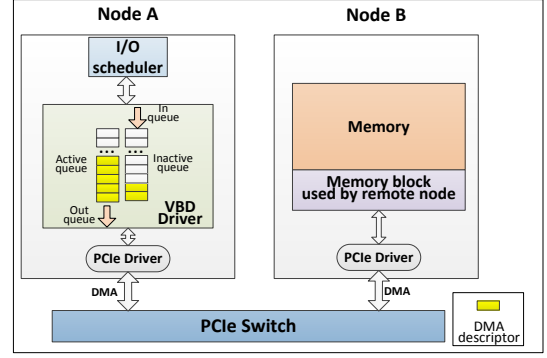 Node A
Node B
I/O
scheduler
In
queue
Active
queue
Inactive
queue
Out
queue
VBD
Driver
PCIe Driver
DMA
Memory
Memory block
used by remote node
PCIe Driver
DMA
PCIe Switch
DMA
descriptor